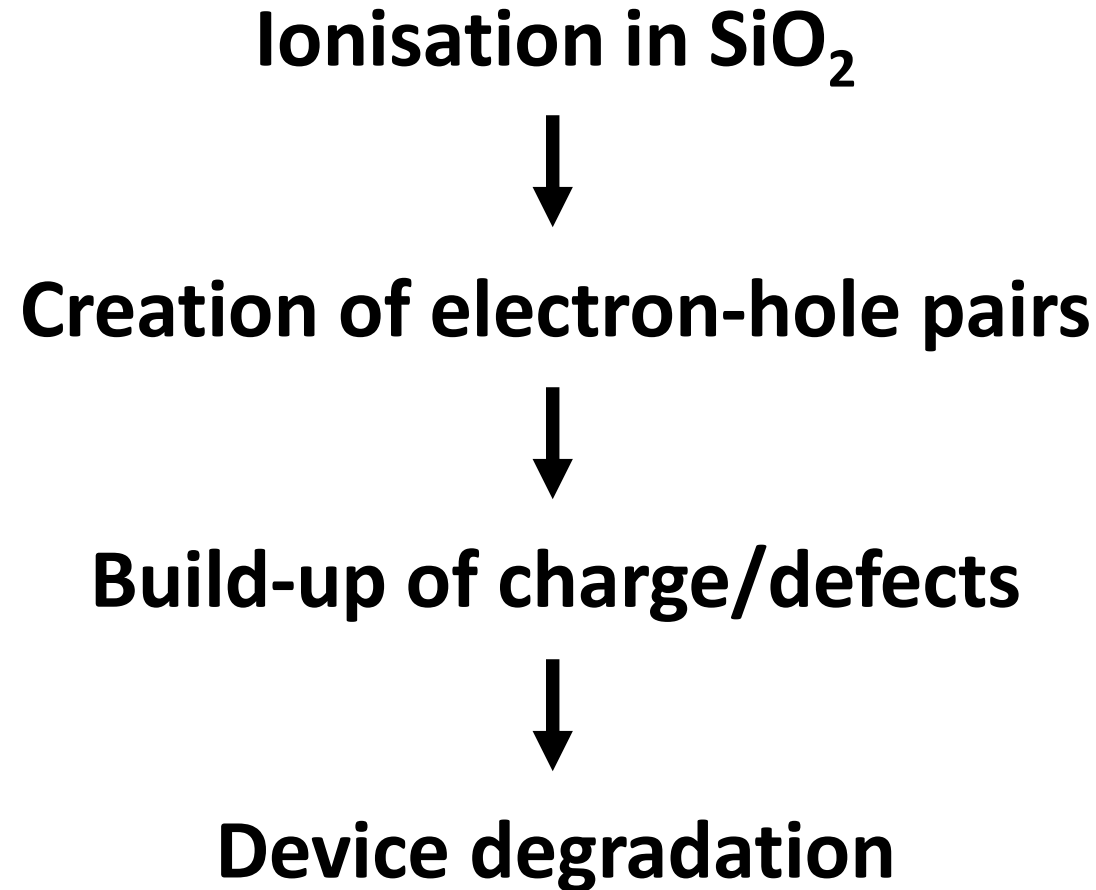 Ionisation in SiO₂
Creation of electron-hole pairs
Build-up of charge/defects
Device degradation